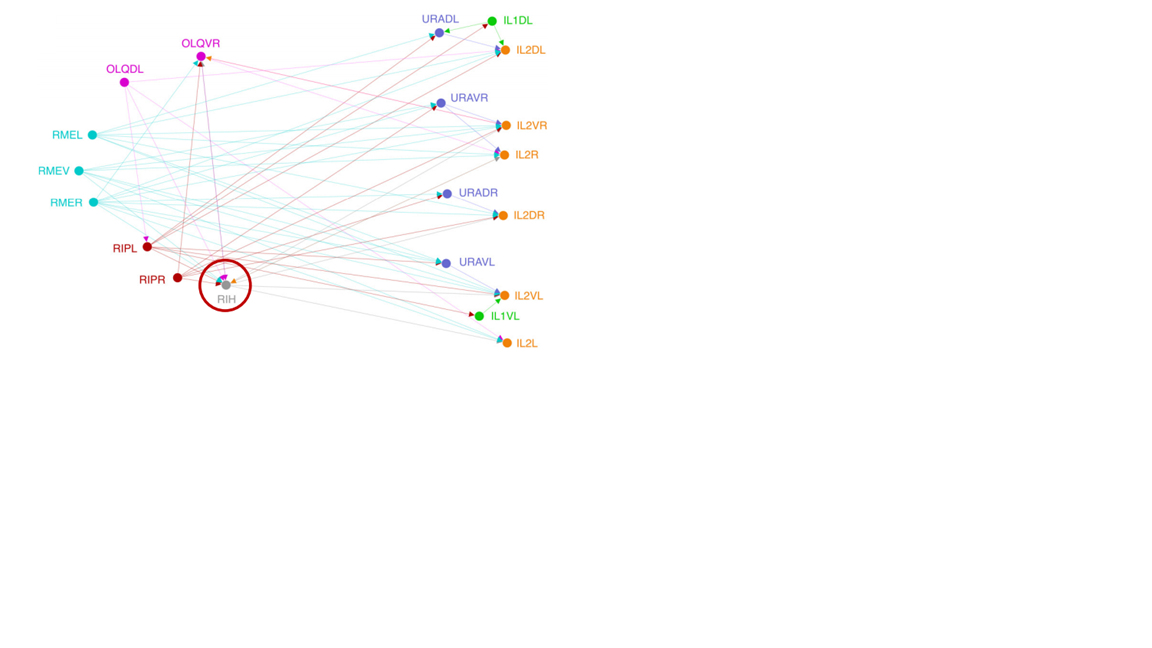 URADL
IL1DL
OLQVR
IL2DL
OLQDL
URAVR
IL2VR
RMEL
IL2R
RMEV
URADR
RMER
IL2DR
RIPL
URAVL
RIPR
IL2VL
RIH
IL1VL
IL2L